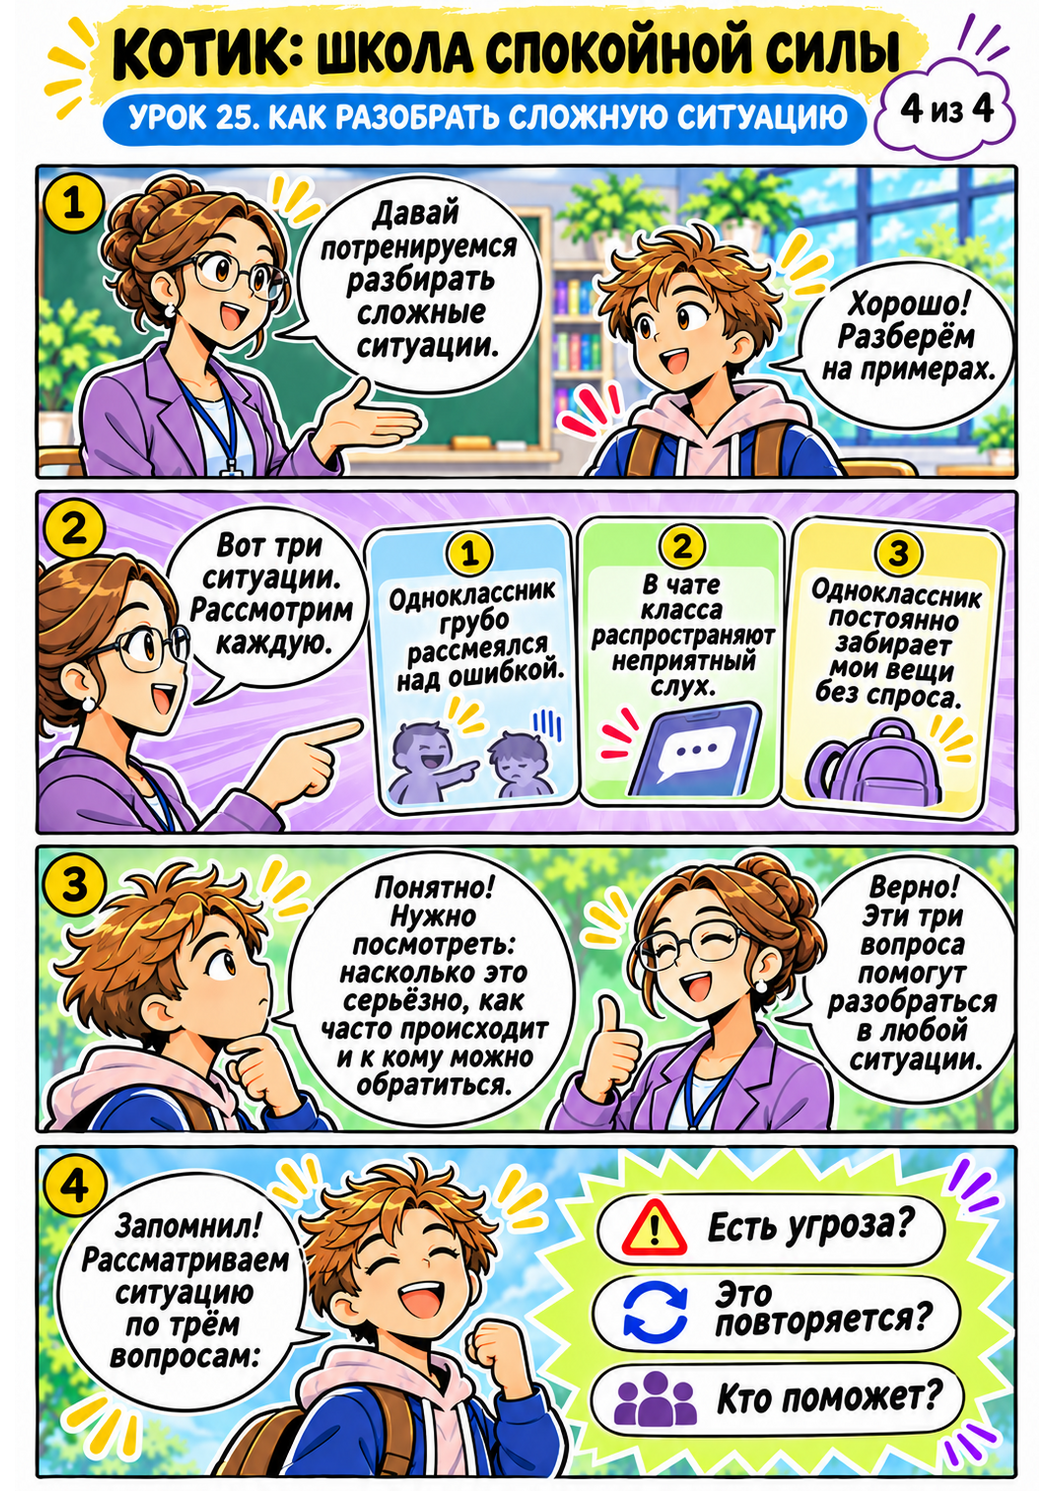 КОТИК: ШКОЛА СПОКОЙНОЙ СИЛЫ
УРОК 25. КАК РАЗОБРАТЬ СЛОЖНУЮ СИТУАЦИЮ
4 из 4
1
Давай
потренируемся
разбирать
сложные
ситуации.
Хорошо!
Разберём
на примерах.
2
Вот три
ситуации.
Рассмотрим
каждую.
1
Одноклассник
грубо
рассмеялся
над ошибкой.
2
В чате
класса
распространяют
неприятный
слух.
3
Одноклассник
постоянно
забирает
мои вещи
без спроса.
3
Понятно!
Нужно
посмотреть:
насколько это
серьёзно, как
часто происходит
и к кому можно
обратиться.
Верно!
Эти три
вопроса
помогут
разобраться
в любой
ситуации.
4
Запомнил!
Рассматриваем
ситуацию
по трём
вопросам:
Есть угроза?
Это
повторяется?
Кто поможет?